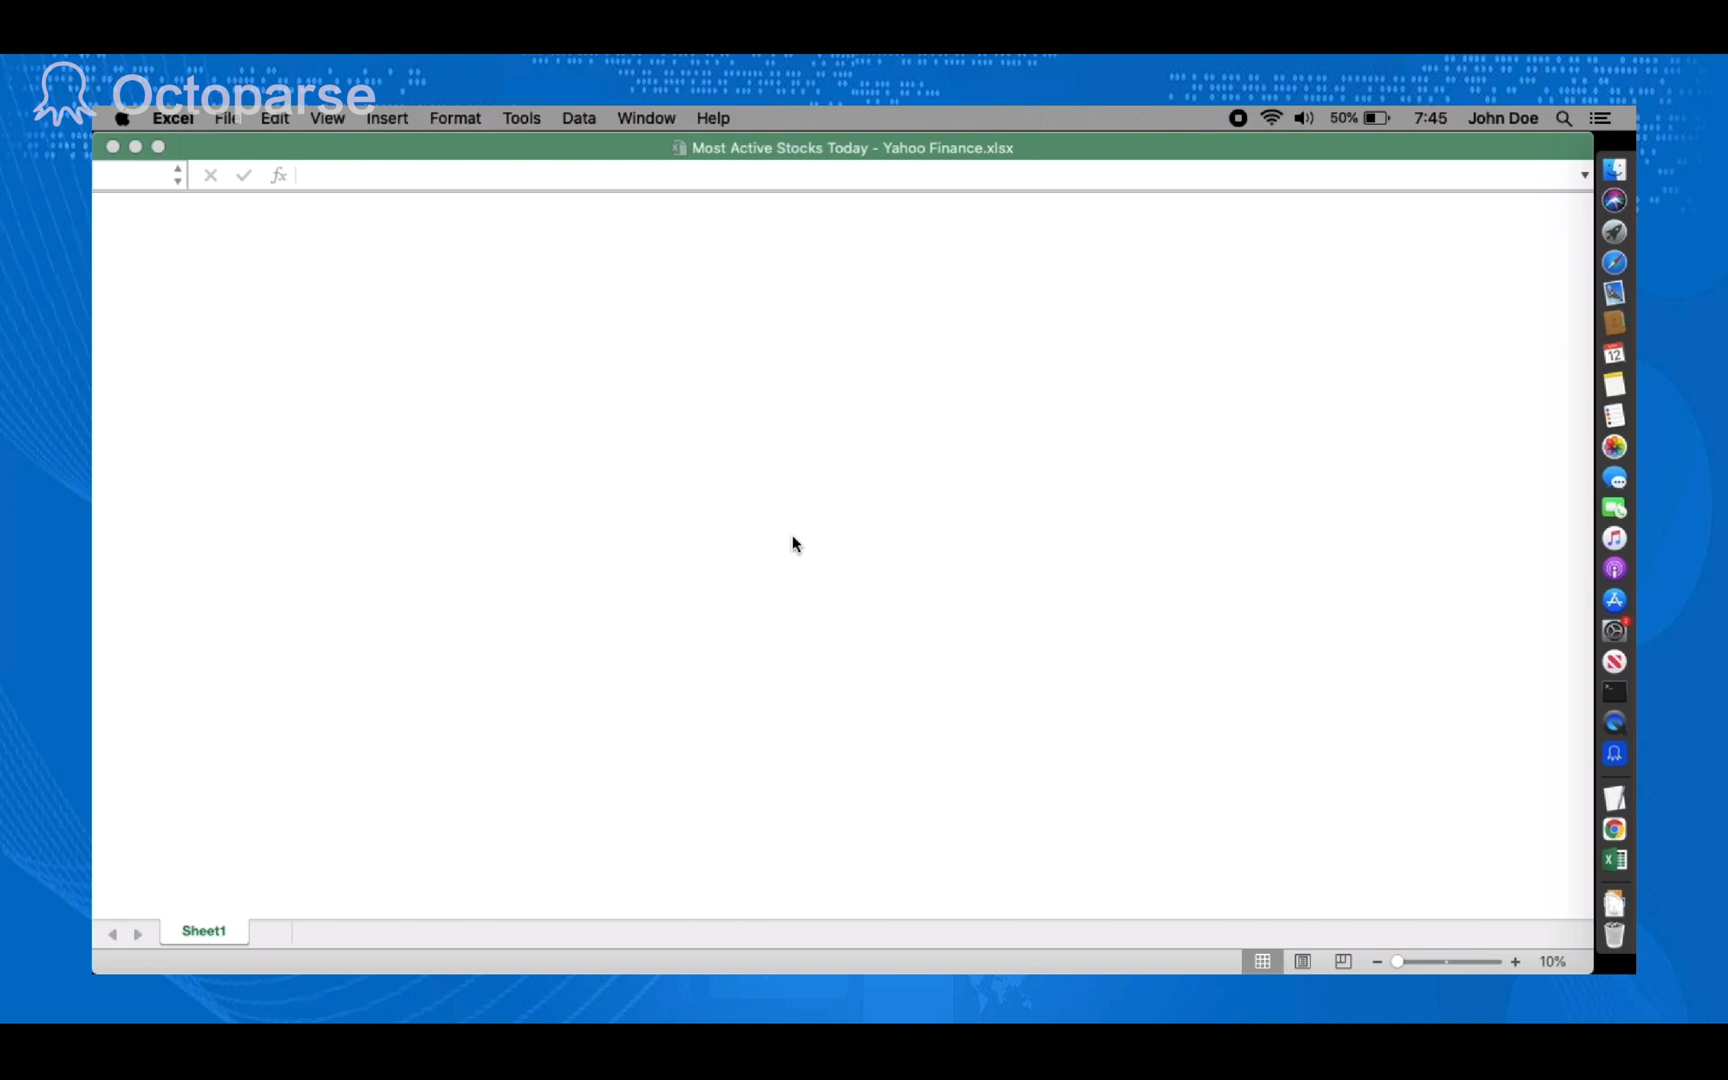 Octoparse
Excel File Edit View Insert Format Tools Data Window Help 50% 7:45 John Doe
Most Active Stocks Today - Yahoo Finance.xlsx
fx
12
Sheet1
10%